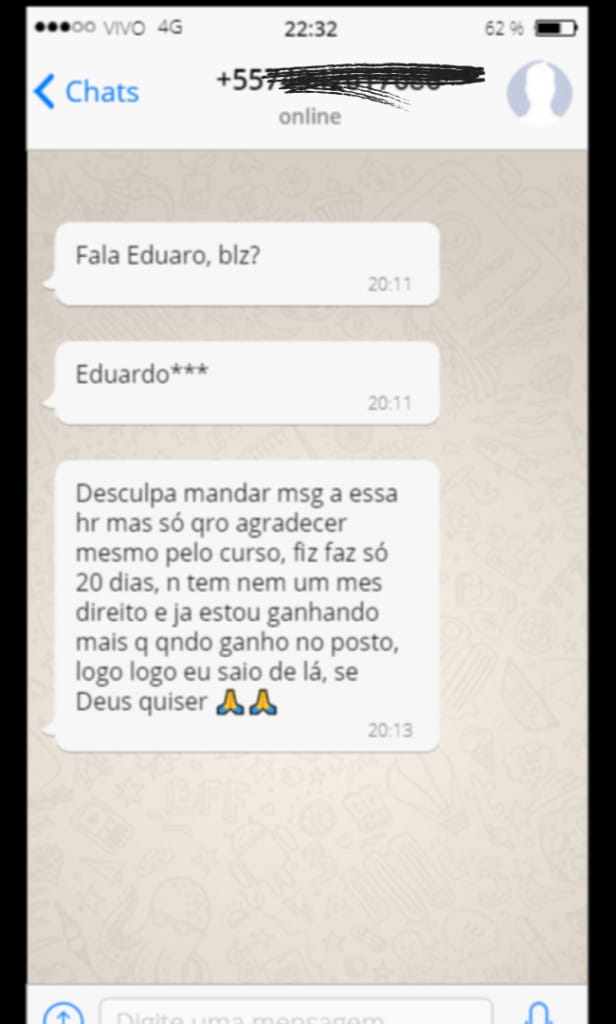 VIVO 4G 22:32 62 %
Chats
online
Fala Eduaro, blz?
20:11
Eduardo***
20:11
Desculpa mandar msg a essa
hr mas só qro agradecer
mesmo pelo curso, fiz faz só
20 dias, n tem nem um mes
direito e ja estou ganhando
mais q qndo ganho no posto,
logo logo eu saio de lá, se
Deus quiser 🙏🙏
20:13
Digite uma mensagem